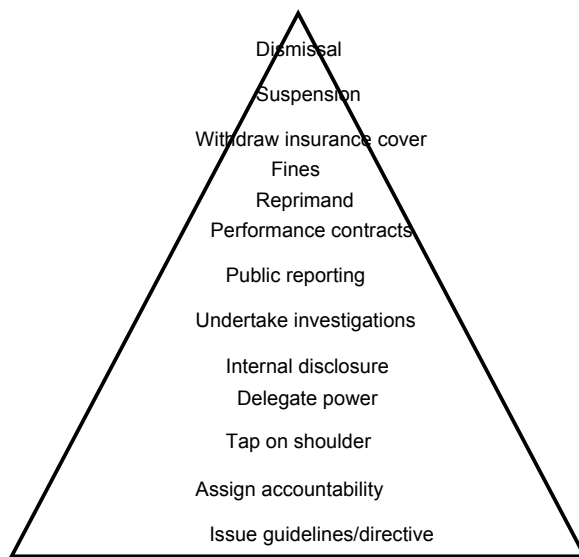 Dismissal
Suspension
Withdraw insurance cover
Fines
Reprimand
Performance contracts
Public reporting
Undertake investigations
Internal disclosure
Delegate power
Tap on shoulder
Assign accountability
Issue guidelines/directive